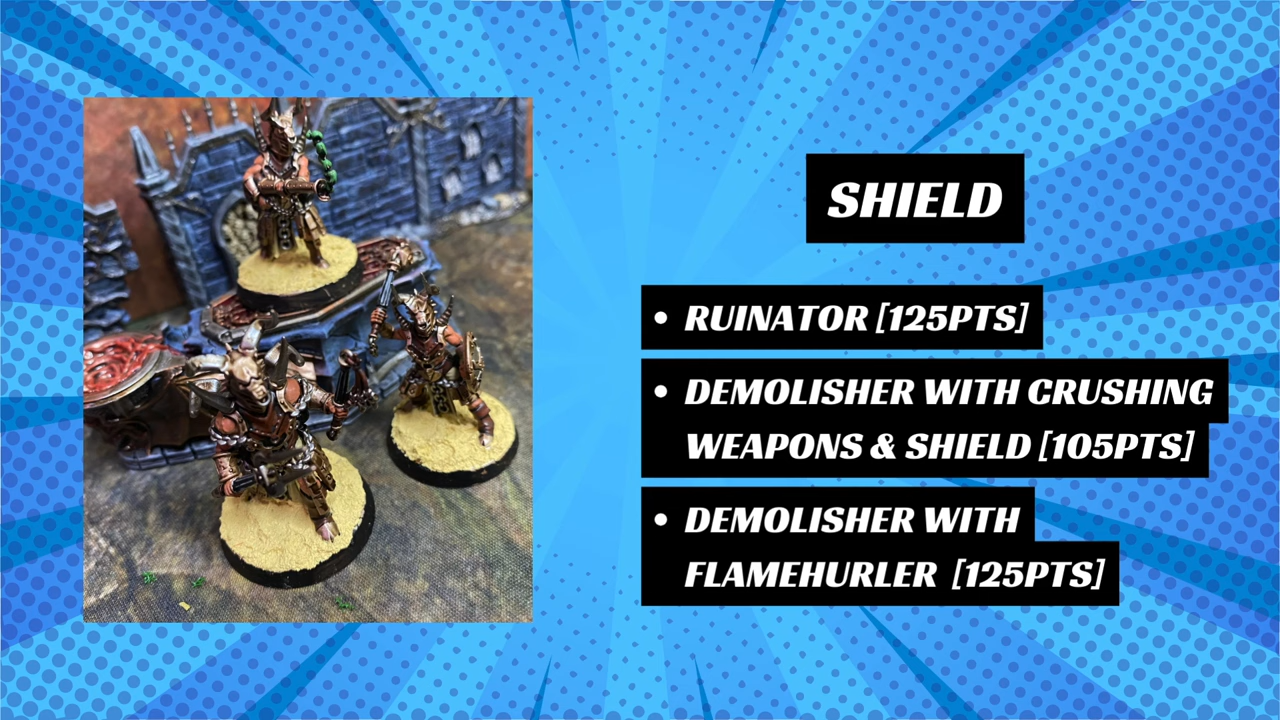 SHIELD
• RUINATOR [125PTS]
• DEMOLISHER WITH CRUSHING
WEAPONS & SHIELD [105PTS]
• DEMOLISHER WITH
FLAMEHURLER [125PTS]